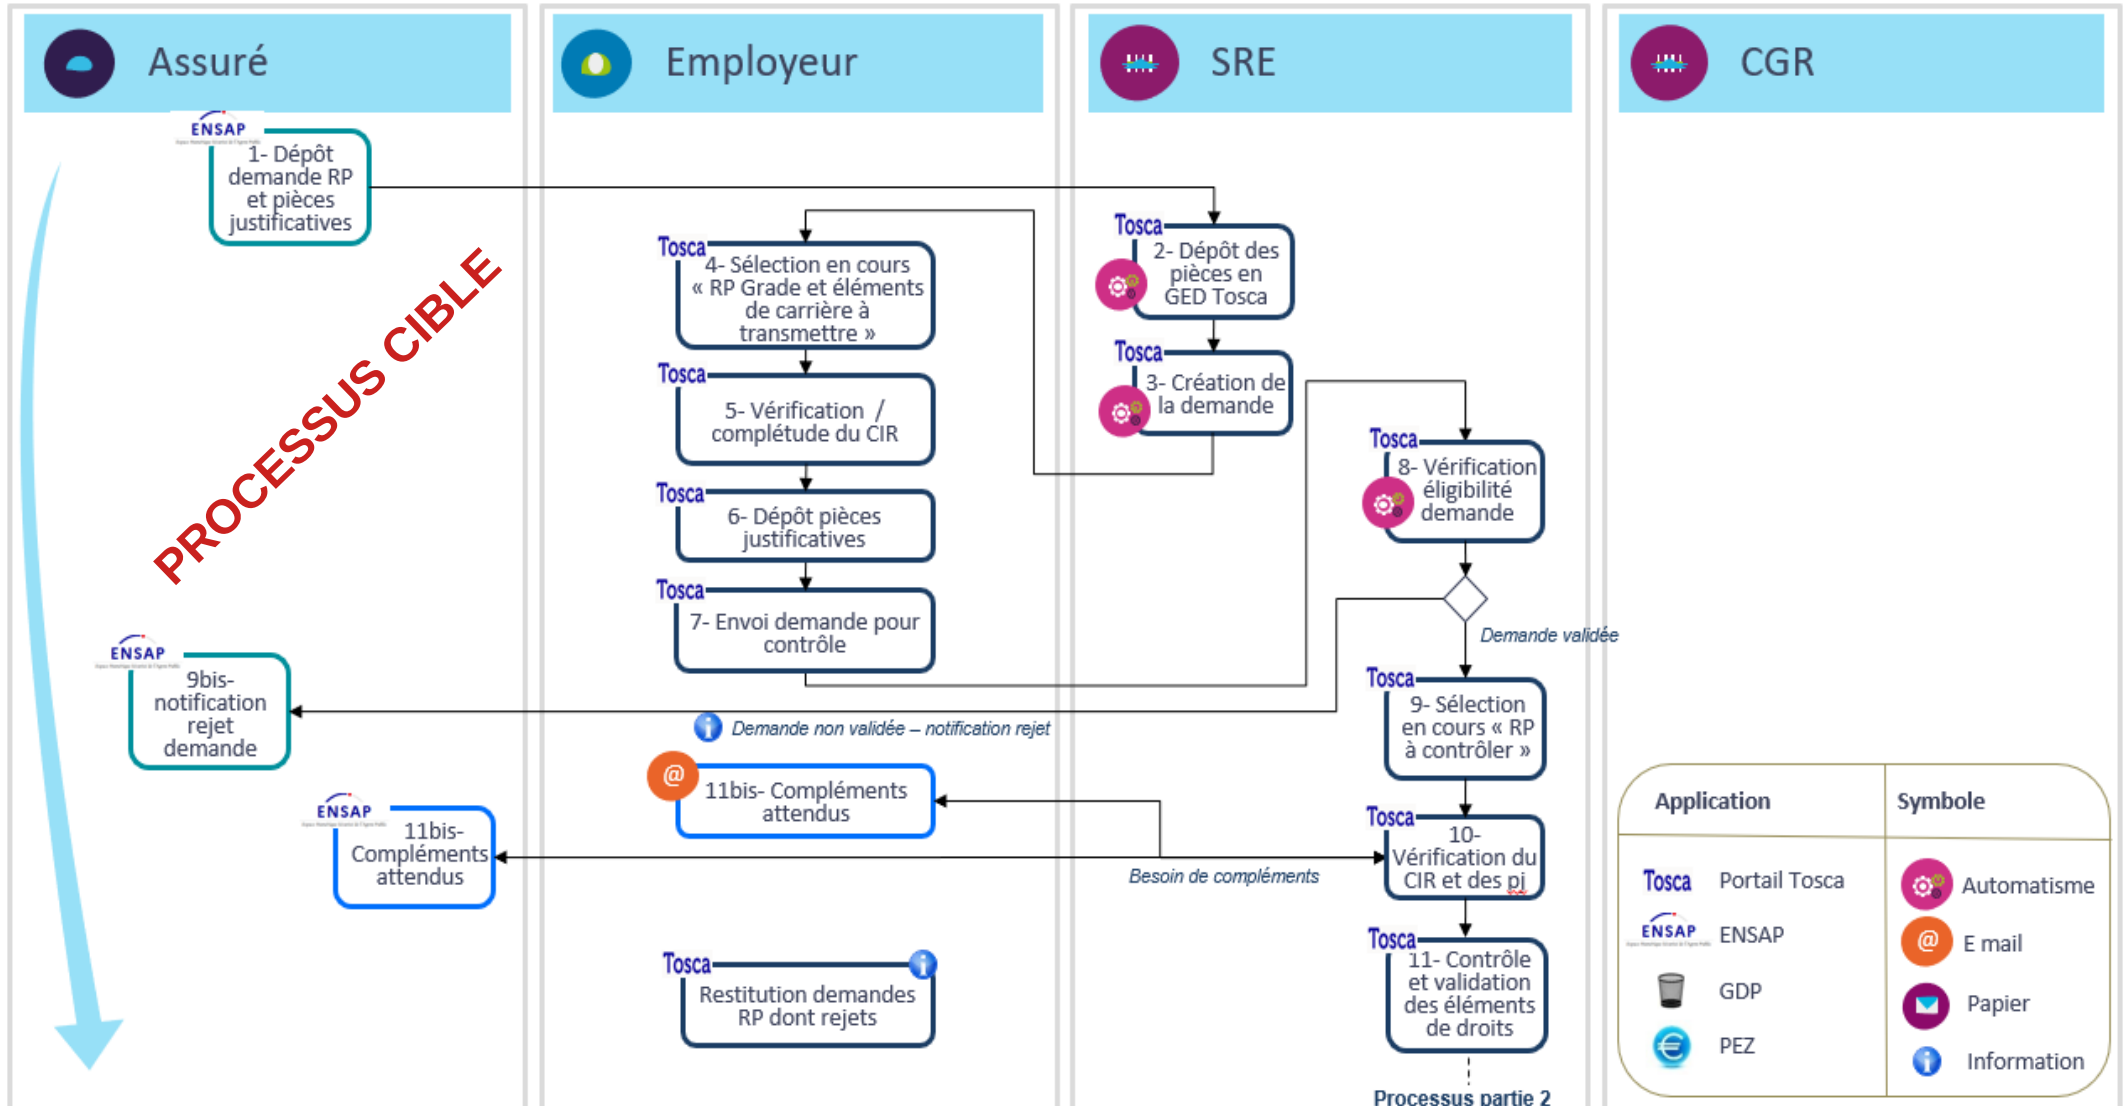 Assuré
Employeur
SRE
CGR
ENSAP
1- Dépôt
demande RP
et pièces
justificatives
PROCESSUS CIBLE
Tosca
2- Dépôt des
pièces en
GED Tosca
Tosca
3- Création de
la demande
Tosca
4- Sélection en cours
« RP Grade et éléments
de carrière à
transmettre »
Tosca
5- Vérification /
complétude du CIR
Tosca
6- Dépôt pièces
justificatives
Tosca
7- Envoi demande pour
contrôle
Tosca
8- Vérification
éligibilité
demande
Demande validée
Tosca
9- Sélection
en cours « RP
à contrôler »
ENSAP
9bis-
notification
rejet
demande
i
Demande non validée – notification rejet
Tosca
10-
Vérification du
CIR et des pj
@
11bis- Compléments
attendus
ENSAP
11bis-
Compléments
attendus
Besoin de compléments
Tosca
11- Contrôle
et validation
des éléments
de droits
Processus partie 2
Tosca
i
Restitution demandes
RP dont rejets
Application
Symbole
Tosca
Portail Tosca
Automatisme
ENSAP
ENSAP
@
E mail
GDP
Papier
€
PEZ
i
Information